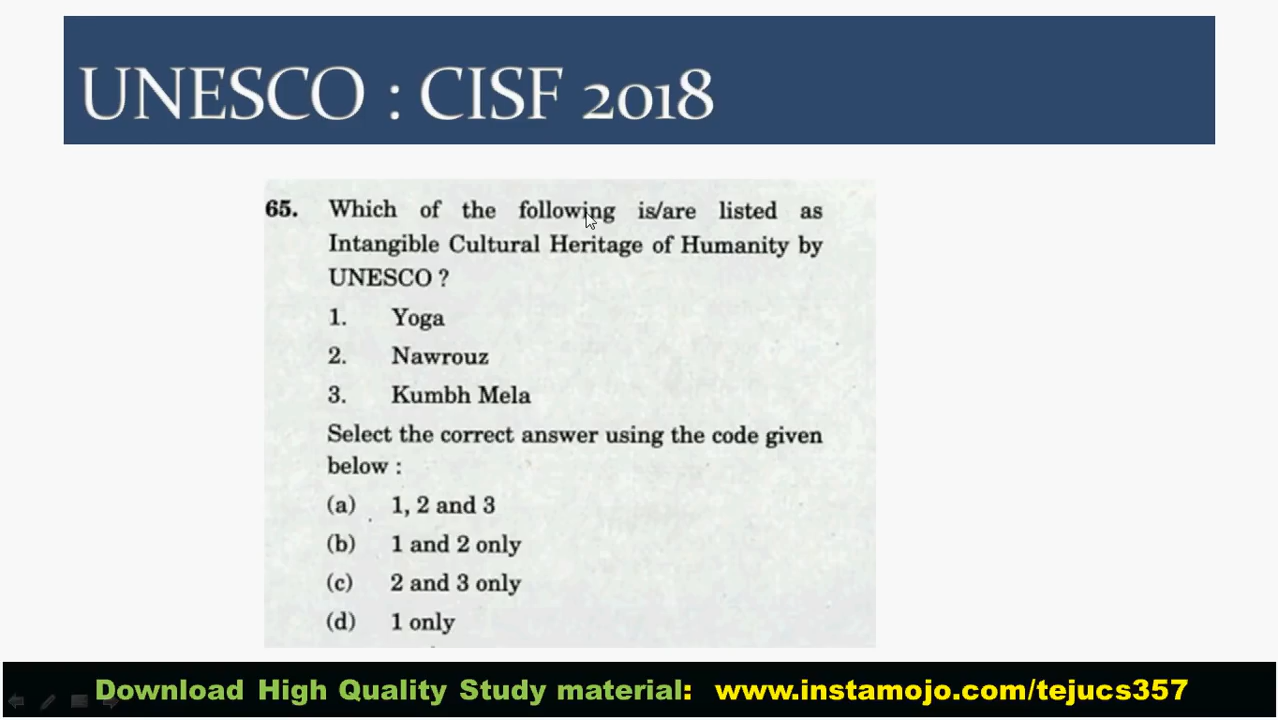 UNESCO : CISF 2018
65. Which of the following is/are listed as
Intangible Cultural Heritage of Humanity by
UNESCO ?
1. Yoga
2. Nawrouz
3. Kumbh Mela
Select the correct answer using the code given
below :
(a) 1, 2 and 3
(b) 1 and 2 only
(c) 2 and 3 only
(d) 1 only
Download High Quality Study material: www.instamojo.com/tejucs357